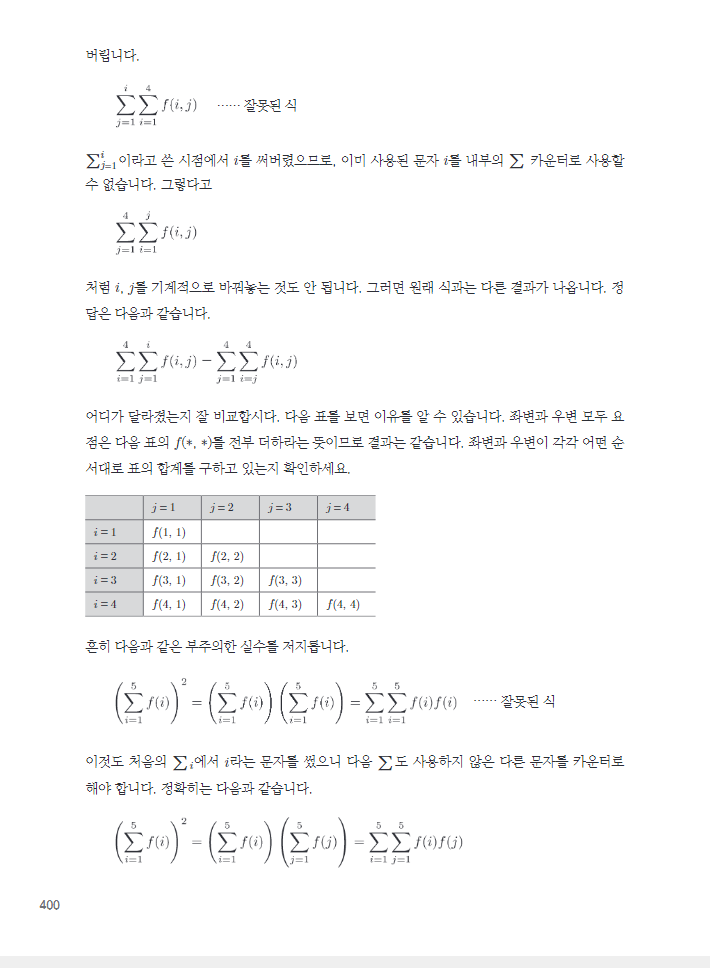 버립니다.
\sum_{j=1}^{i} \sum_{i=1}^{4} f(i, j) ⋯⋯ 잘못된 식
\sum_{j=1}^{i}이라고 쓴 시점에서 i를 써버렸으므로, 이미 사용된 문자 i를 내부의 ∑ 카운터로 사용할
수 없습니다. 그렇다고
\sum_{j=1}^{4} \sum_{i=1}^{j} f(i, j)
처럼 i, j를 기계적으로 바꿔놓는 것도 안 됩니다. 그러면 원래 식과는 다른 결과가 나옵니다. 정
답은 다음과 같습니다.
\sum_{i=1}^{4} \sum_{j=1}^{i} f(i, j) − \sum_{j=1}^{4} \sum_{i=j}^{4} f(i, j)
어디가 달라졌는지 잘 비교합시다. 다음 표를 보면 이유를 알 수 있습니다. 좌변과 우변 모두 요
점은 다음 표의 f(*, *)를 전부 더하라는 뜻이므로 결과는 같습니다. 좌변과 우변이 각각 어떤 순
서대로 표의 합계를 구하고 있는지 확인하세요.
j = 1 j = 2 j = 3 j = 4
i = 1 f(1, 1)
i = 2 f(2, 1) f(2, 2)
i = 3 f(3, 1) f(3, 2) f(3, 3)
i = 4 f(4, 1) f(4, 2) f(4, 3) f(4, 4)
흔히 다음과 같은 부주의한 실수를 저지릅니다.
(\sum_{i=1}^{5} f(i))^2 = (\sum_{i=1}^{5} f(i)) (\sum_{i=1}^{5} f(i)) = \sum_{i=1}^{5} \sum_{i=1}^{5} f(i)f(i) ⋯⋯ 잘못된 식
이것도 처음의 ∑_i에서 i라는 문자를 썼으니 다음 ∑도 사용하지 않은 다른 문자를 카운터로
해야 합니다. 정확히는 다음과 같습니다.
(\sum_{i=1}^{5} f(i))^2 = (\sum_{i=1}^{5} f(i)) (\sum_{j=1}^{5} f(j)) = \sum_{i=1}^{5} \sum_{j=1}^{5} f(i)f(j)
400